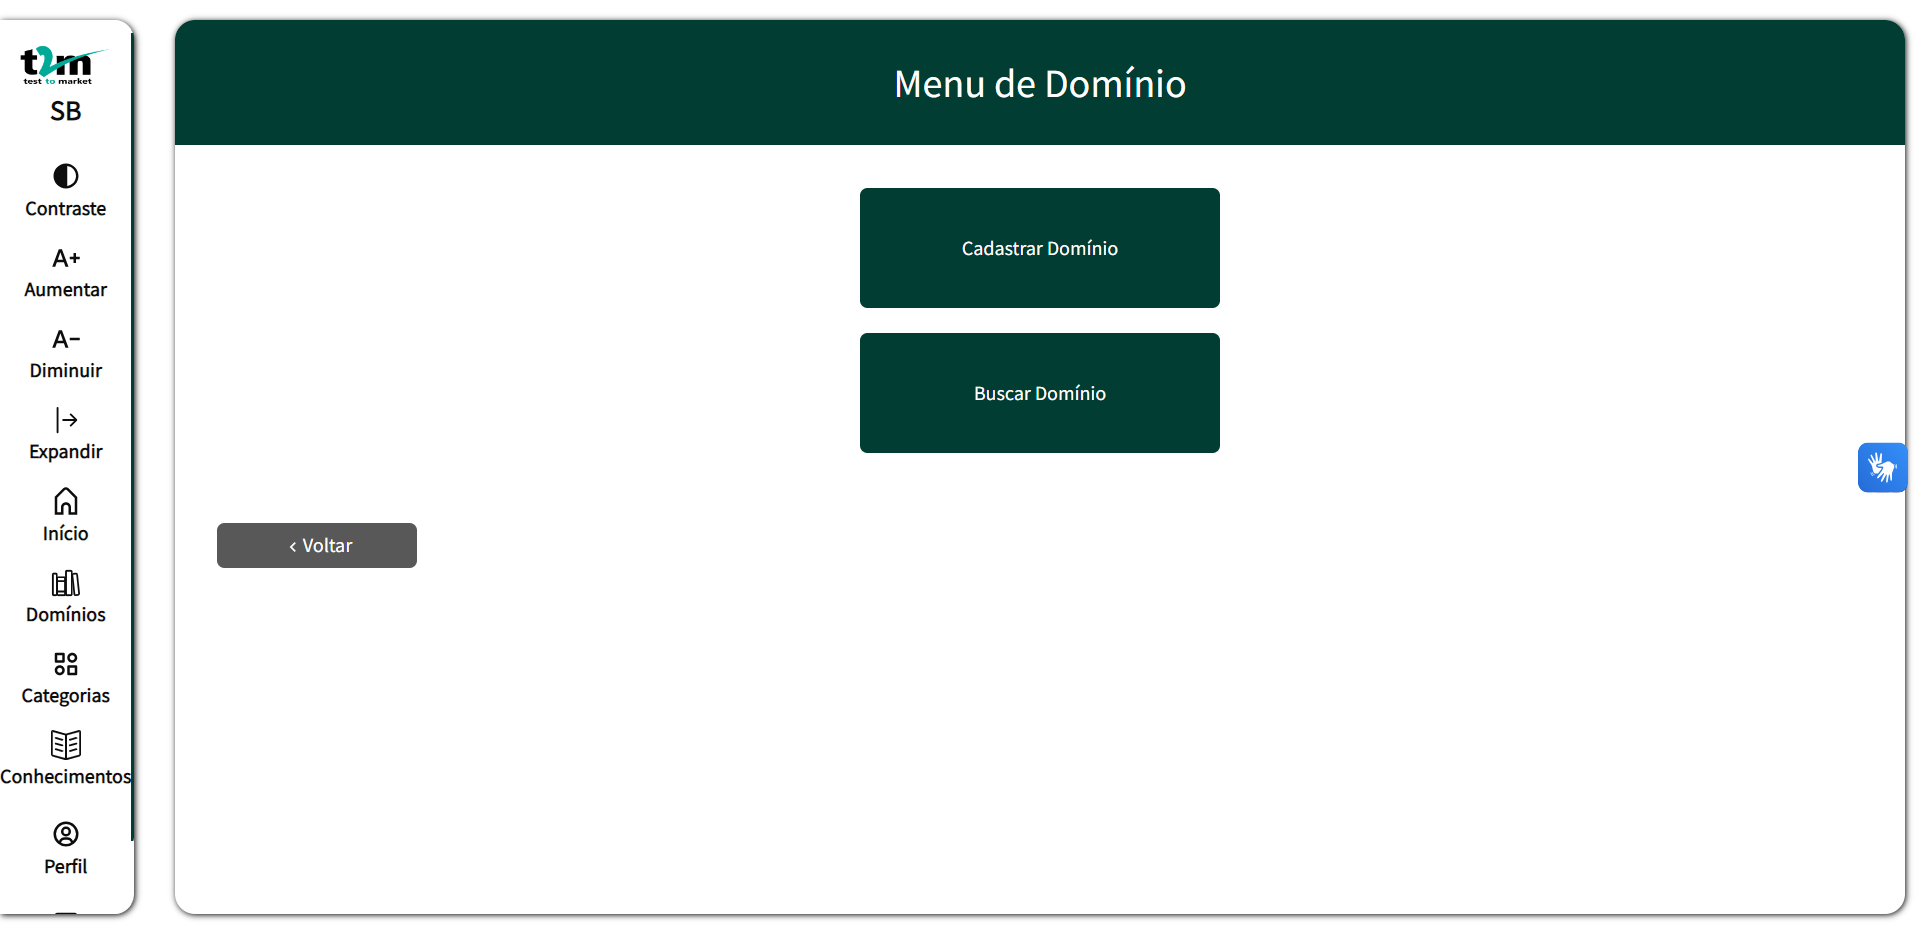 t2m
test to market
SB
Contraste
A+
Aumentar
A-
Diminuir
Expandir
Início
Domínios
Categorias
Conhecimentos
Perfil
Menu de Domínio
Cadastrar Domínio
Buscar Domínio
‹ Voltar